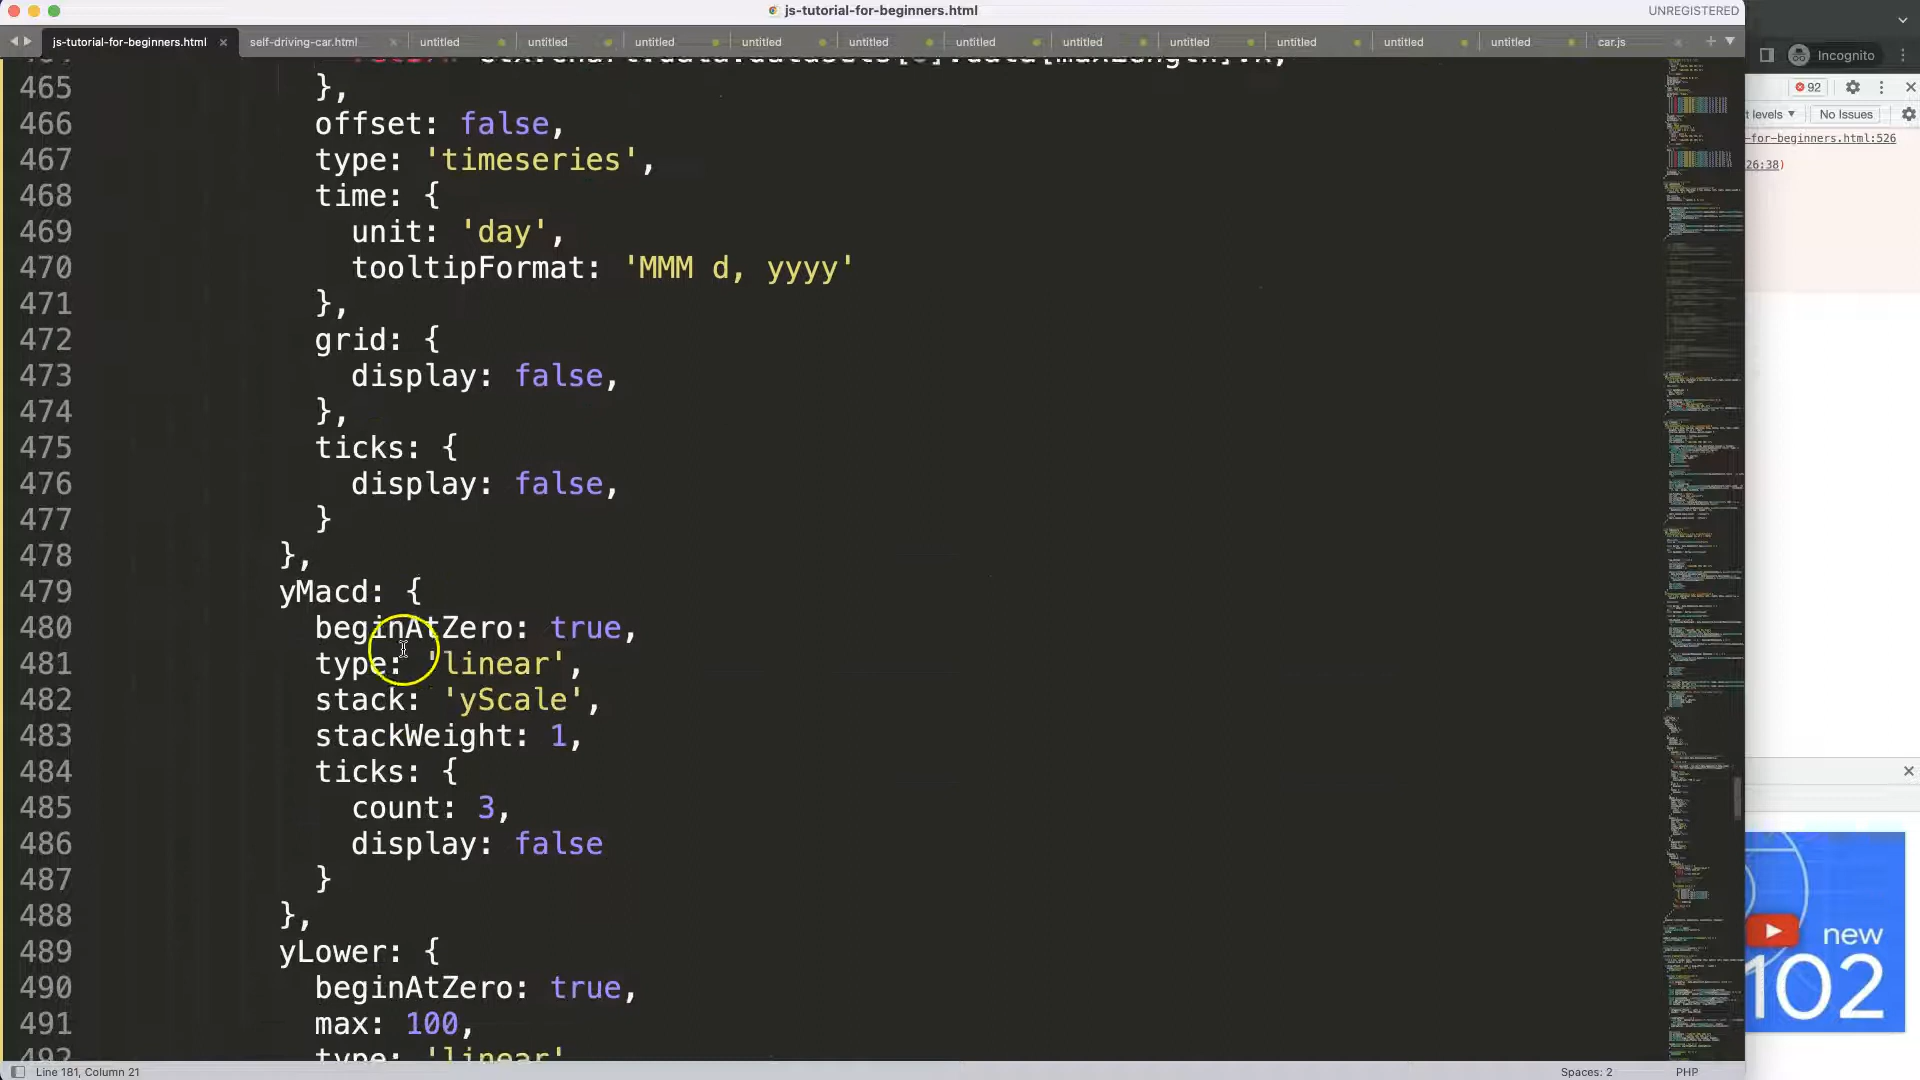 js-tutorial-for-beginners.html
UNREGISTERED
js-tutorial-for-beginners.html × self-driving-car.html × untitled untitled untitled untitled untitled untitled untitled untitled untitled untitled untitled car.js
Incognito
92
t levels ▼ No Issues
-for-beginners.html:526
26:38)
465 },
466 offset: false,
467 type: 'timeseries',
468 time: {
469 unit: 'day',
470 tooltipFormat: 'MMM d, yyyy'
471 },
472 grid: {
473 display: false,
474 },
475 ticks: {
476 display: false,
477 }
478 },
479 yMacd: {
480 beginAtZero: true,
481 type: 'linear',
482 stack: 'yScale',
483 stackWeight: 1,
484 ticks: {
485 count: 3,
486 display: false
487 }
488 },
489 yLower: {
490 beginAtZero: true,
491 max: 100,
492 type: 'linear'
new
102
Line 181, Column 21
Spaces: 2
PHP